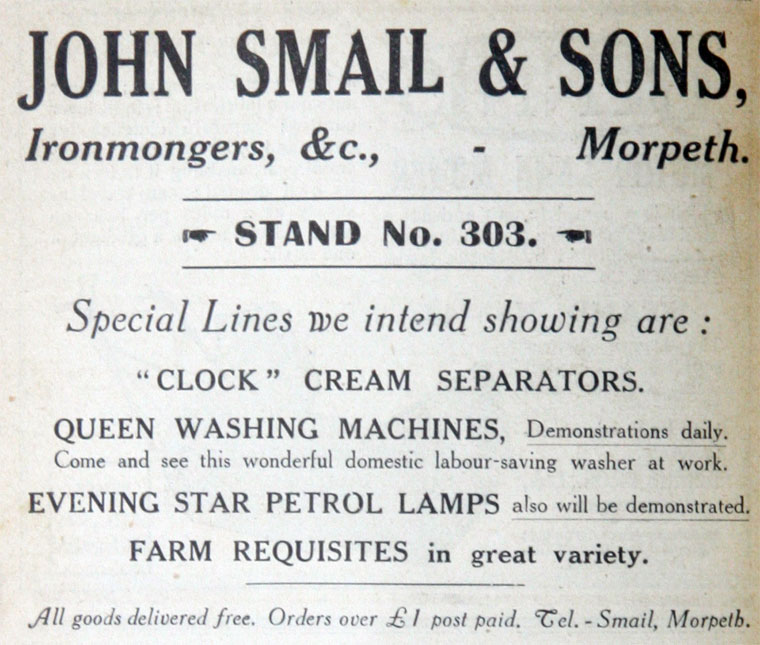 JOHN SMAIL & SONS,
Ironmongers, &c., - Morpeth.
☛ STAND No. 303. ☚
Special Lines we intend showing are :
“CLOCK” CREAM SEPARATORS.
QUEEN WASHING MACHINES, Demonstrations daily.
Come and see this wonderful domestic labour-saving washer at work.
EVENING STAR PETROL LAMPS also will be demonstrated.
FARM REQUISITES in great variety.
All goods delivered free. Orders over £1 post paid. Tel. - Smail, Morpeth.